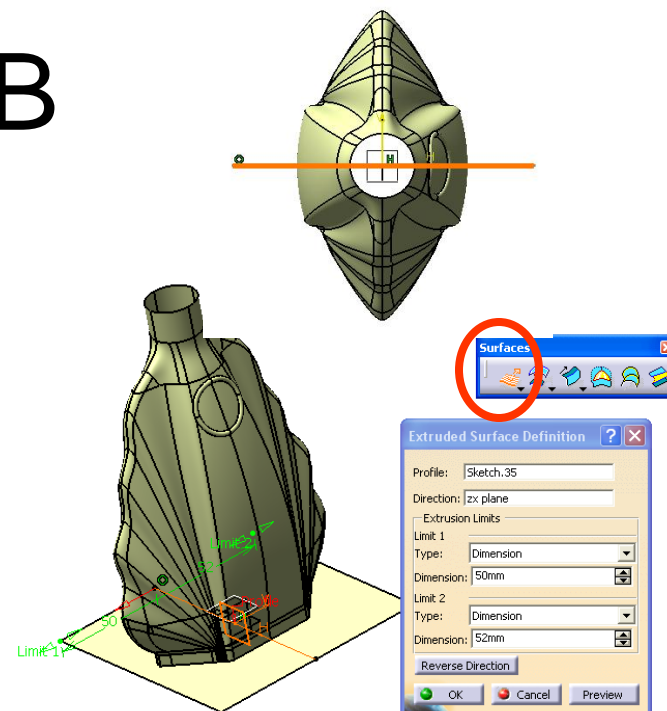 B
H
Surfaces
Extruded Surface Definition
Profile: Sketch.35
Direction: zx plane
Extrusion Limits
Limit 1
Type: Dimension
Dimension: 50mm
Limit 2
Type: Dimension
Dimension: 52mm
Reverse Direction
OK Cancel Preview
Limit 2
50
Limit 1